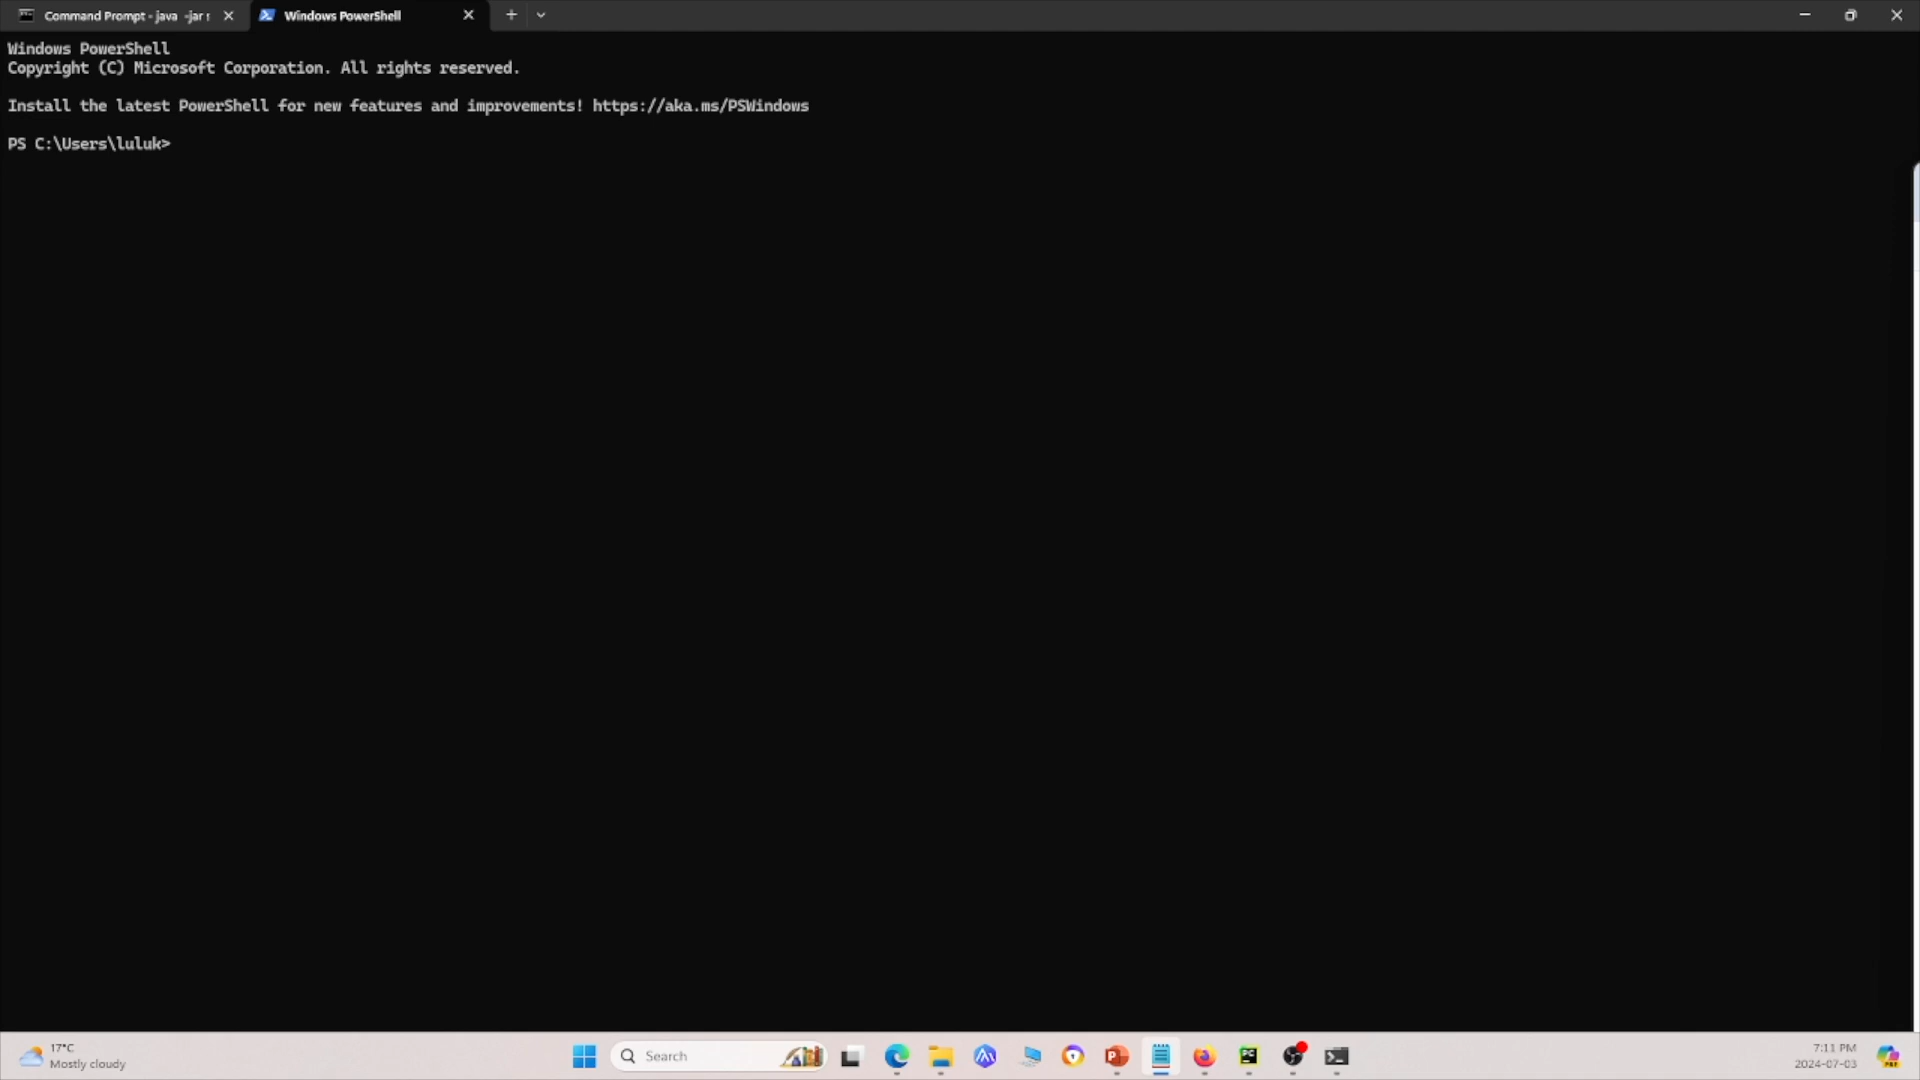 Command Prompt - java -jar s
Windows PowerShell
Windows PowerShell
Copyright (C) Microsoft Corporation. All rights reserved.
Install the latest PowerShell for new features and improvements! https://aka.ms/PSWindows
PS C:\Users\luluk>
17°C
Mostly cloudy
Search
7:11 PM
2024-07-03